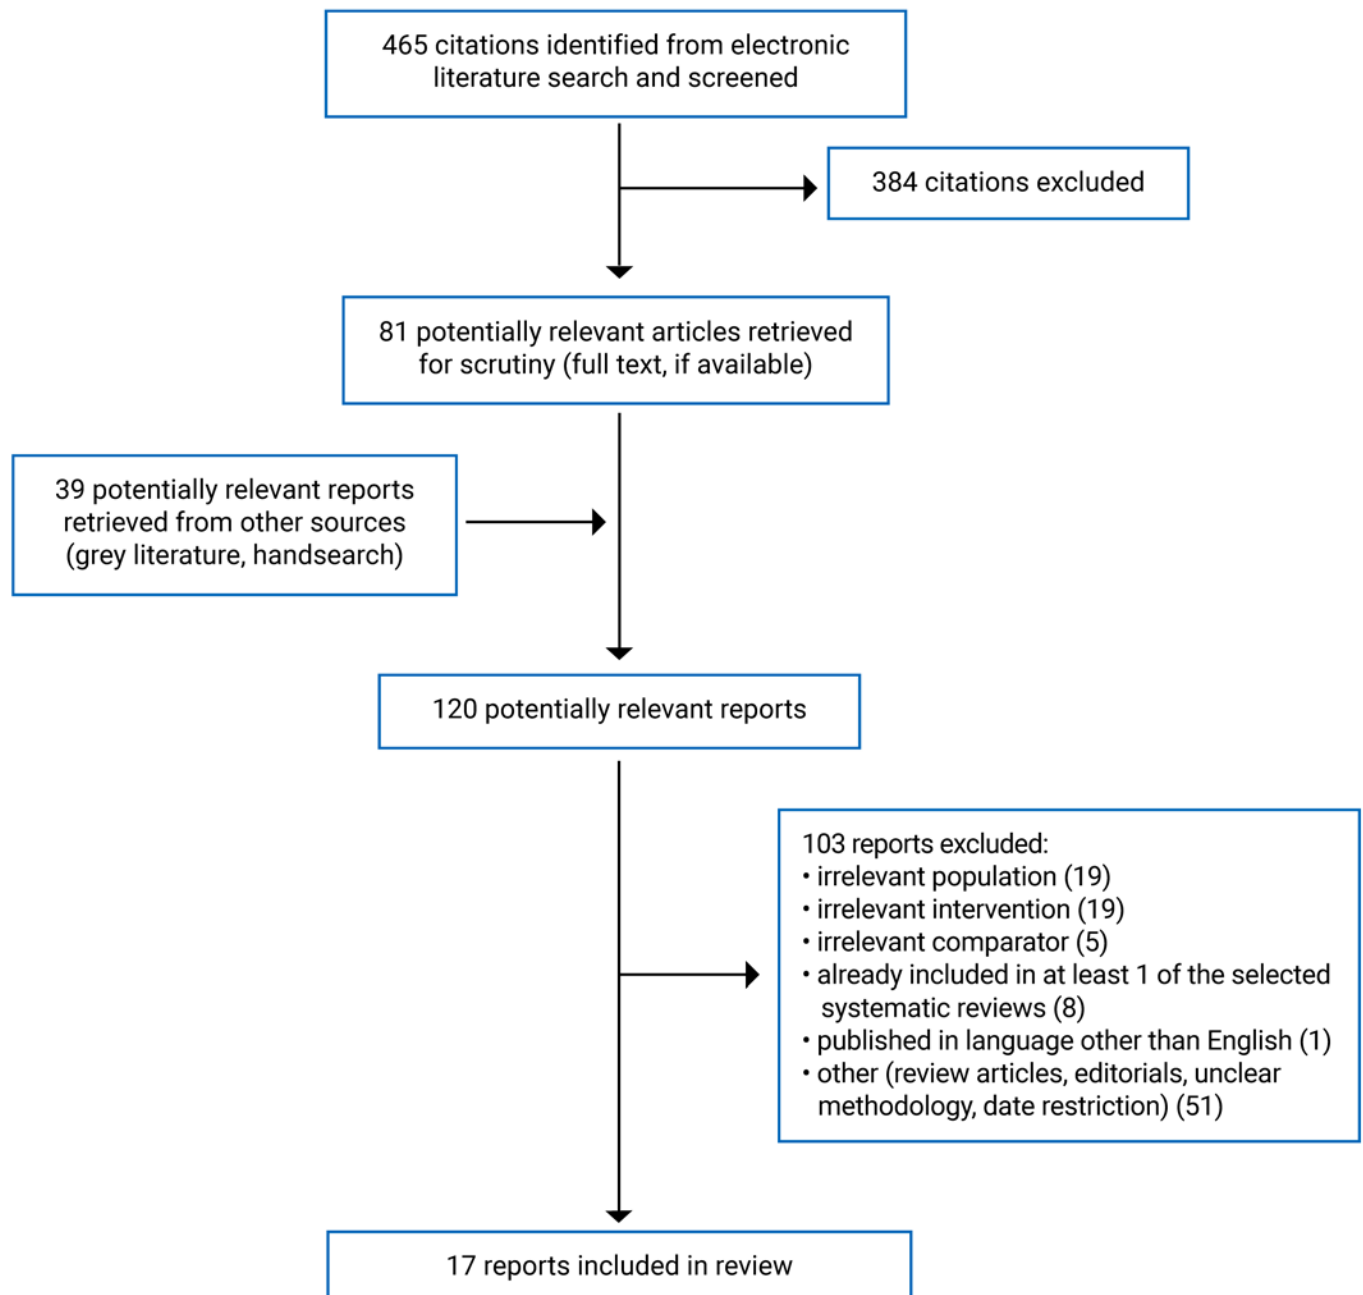 465 citations identified from electronic
literature search and screened
384 citations excluded
81 potentially relevant articles retrieved
for scrutiny (full text, if available)
39 potentially relevant reports
retrieved from other sources
(grey literature, handsearch)
120 potentially relevant reports
103 reports excluded:
• irrelevant population (19)
• irrelevant intervention (19)
• irrelevant comparator (5)
• already included in at least 1 of the selected
systematic reviews (8)
• published in language other than English (1)
• other (review articles, editorials, unclear
methodology, date restriction) (51)
17 reports included in review